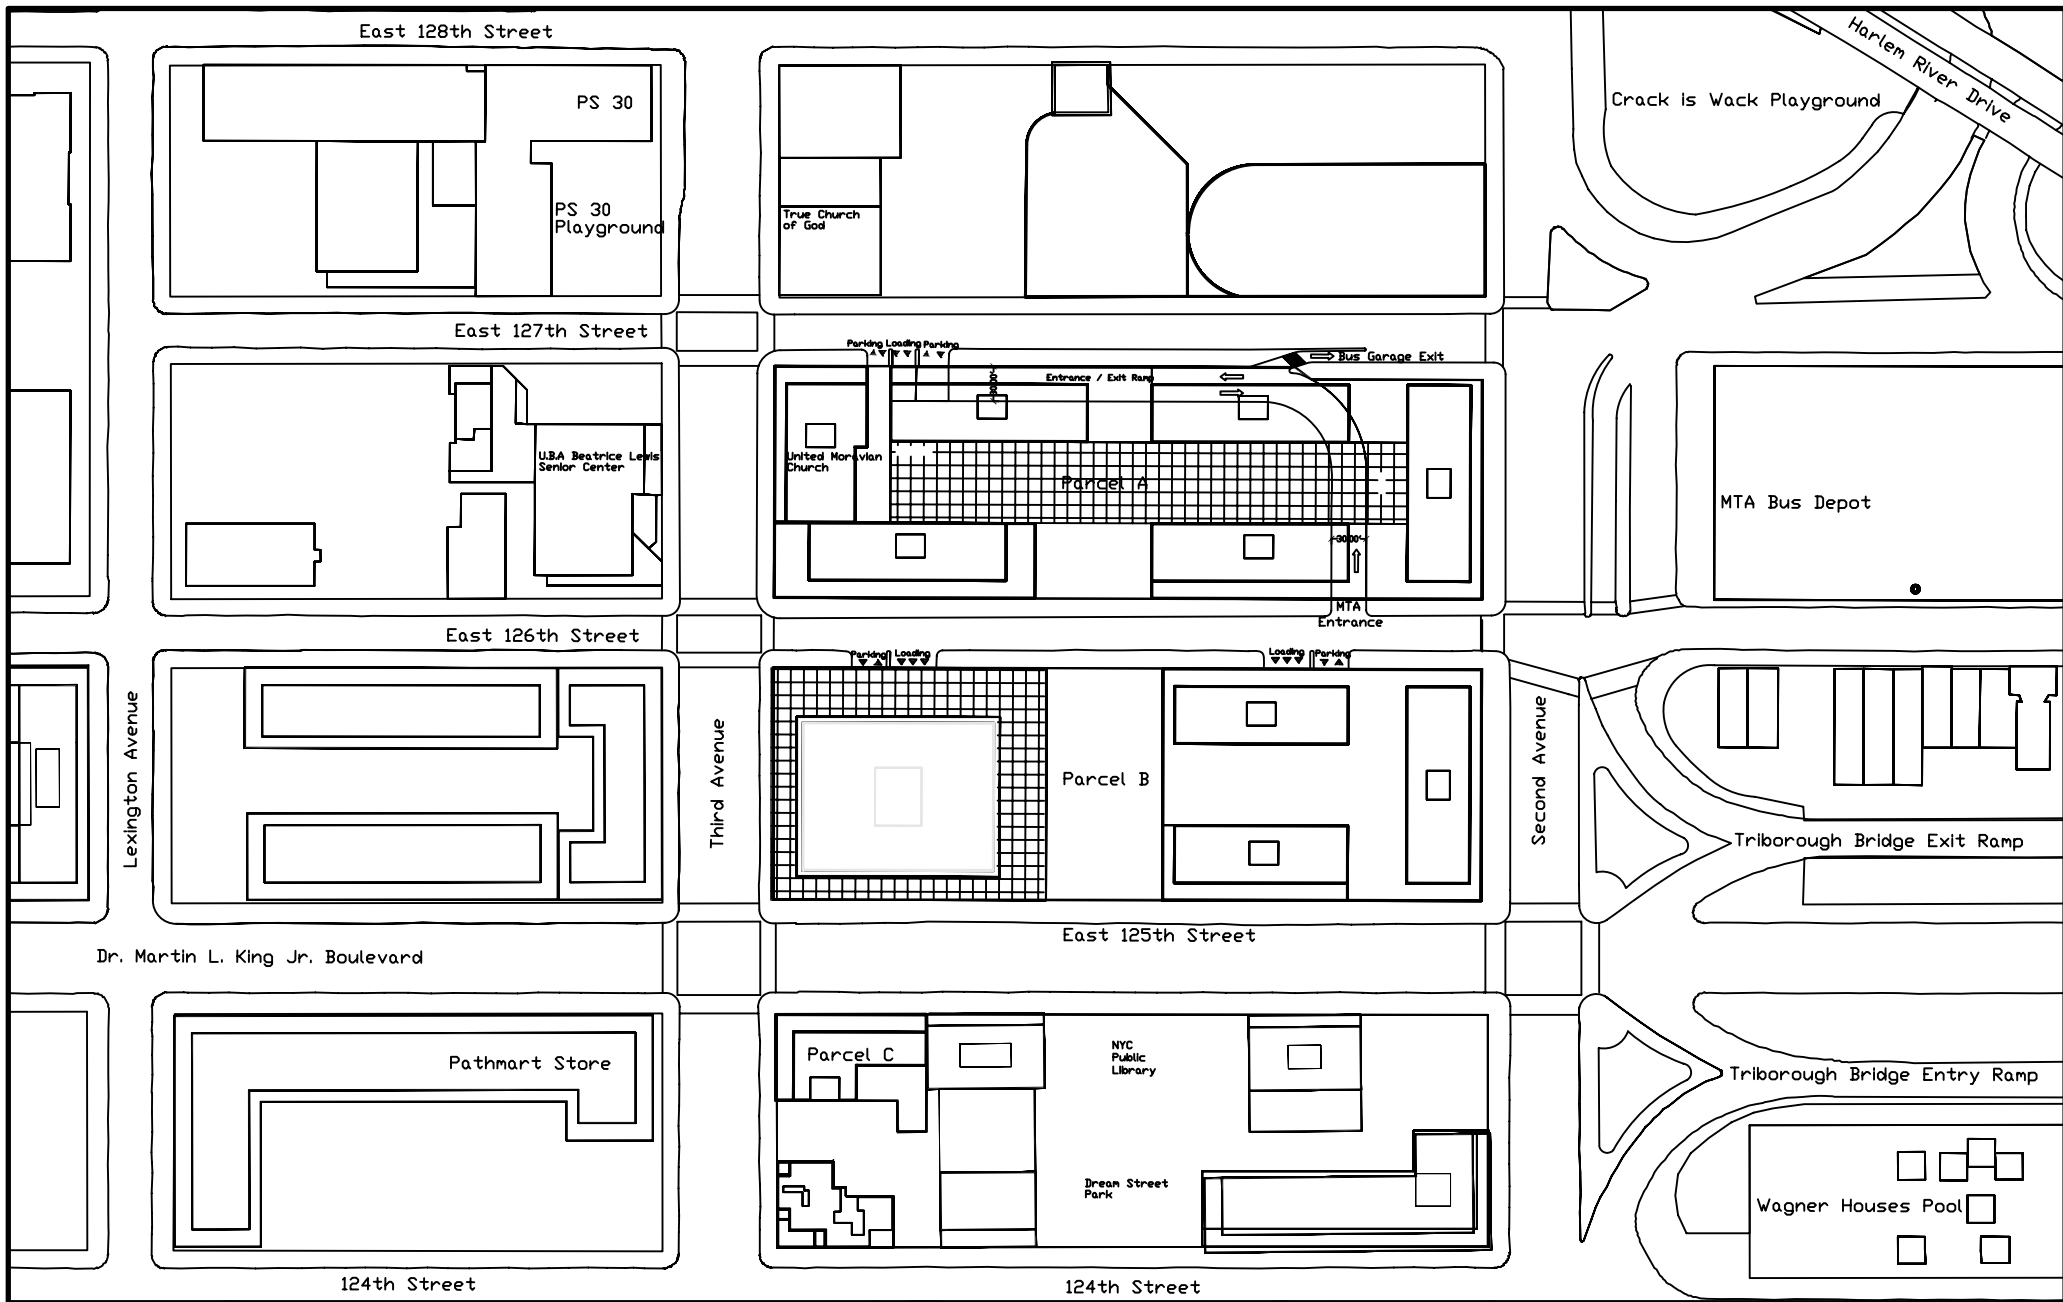 East 128th Street
Harlem River Drive
PS 30
Crack is Wack Playground
PS 30
Playground
True Church
of God
East 127th Street
Parking Loading Parking
Bus Garage Exit
Entrance / Exit Ramp
30.00'
U.B.A Beatrice Lewis
Senior Center
United Moravian
Church
Parcel A
MTA Bus Depot
30.00'
MTA
Entrance
East 126th Street
Parking Loading
Loading Parking
Lexington Avenue
Third Avenue
Second Avenue
Parcel B
Triborough Bridge Exit Ramp
East 125th Street
Dr. Martin L. King Jr. Boulevard
Pathmart Store
Parcel C
NYC
Public
Library
Triborough Bridge Entry Ramp
Dream Street
Park
Wagner Houses Pool
124th Street
124th Street